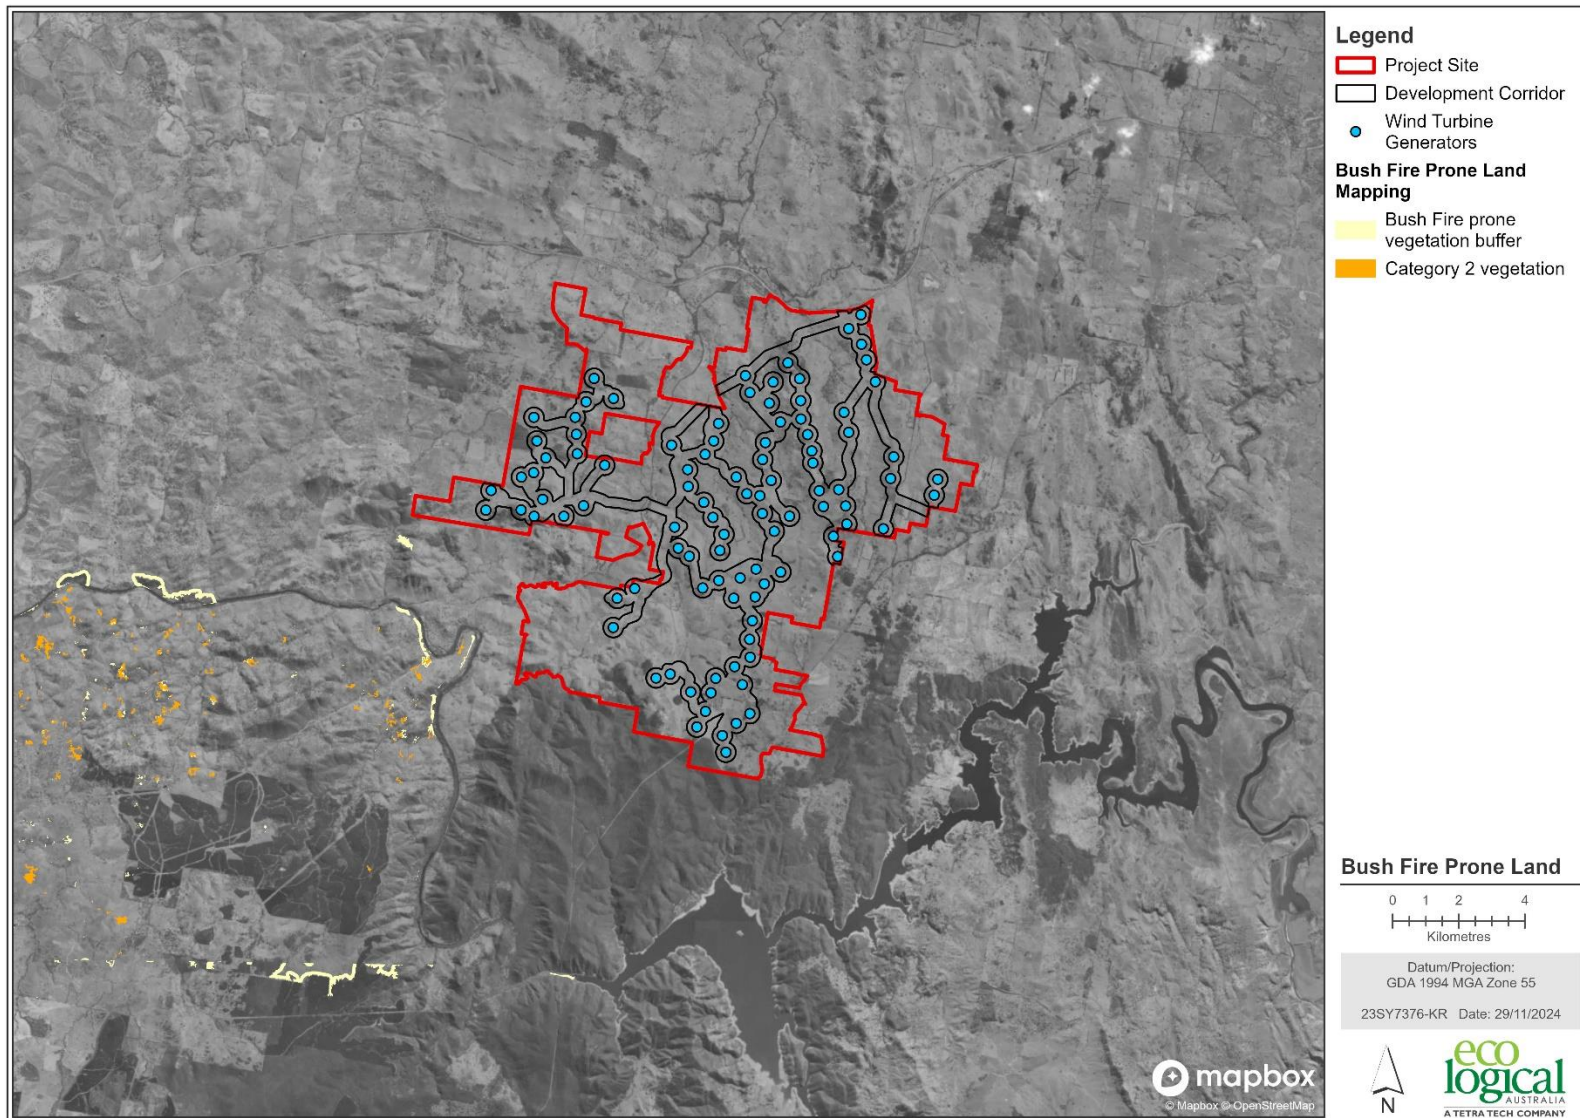 Legend
Project Site
Development Corridor
Wind Turbine
Generators
Bush Fire Prone Land
Mapping
Bush Fire prone
vegetation buffer
Category 2 vegetation
Bush Fire Prone Land
0 1 2 4
Kilometres
Datum/Projection:
GDA 1994 MGA Zone 55
23SY7376-KR Date: 29/11/2024
N
eco
logical
AUSTRALIA
A TETRA TECH COMPANY
mapbox
© Mapbox © OpenStreetMap